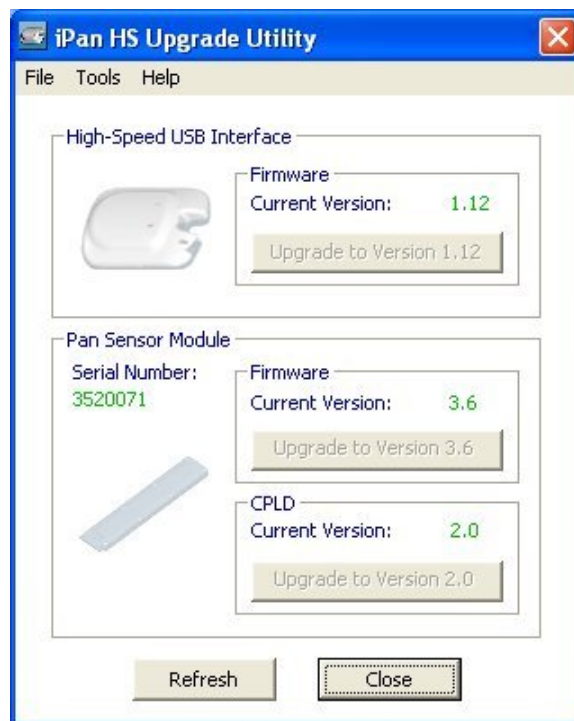 iPan HS Upgrade Utility
File Tools Help
High-Speed USB Interface
Firmware
Current Version: 1.12
Upgrade to Version 1.12
Pan Sensor Module
Serial Number:
3520071
Firmware
Current Version: 3.6
Upgrade to Version 3.6
CPLD
Current Version: 2.0
Upgrade to Version 2.0
Refresh Close